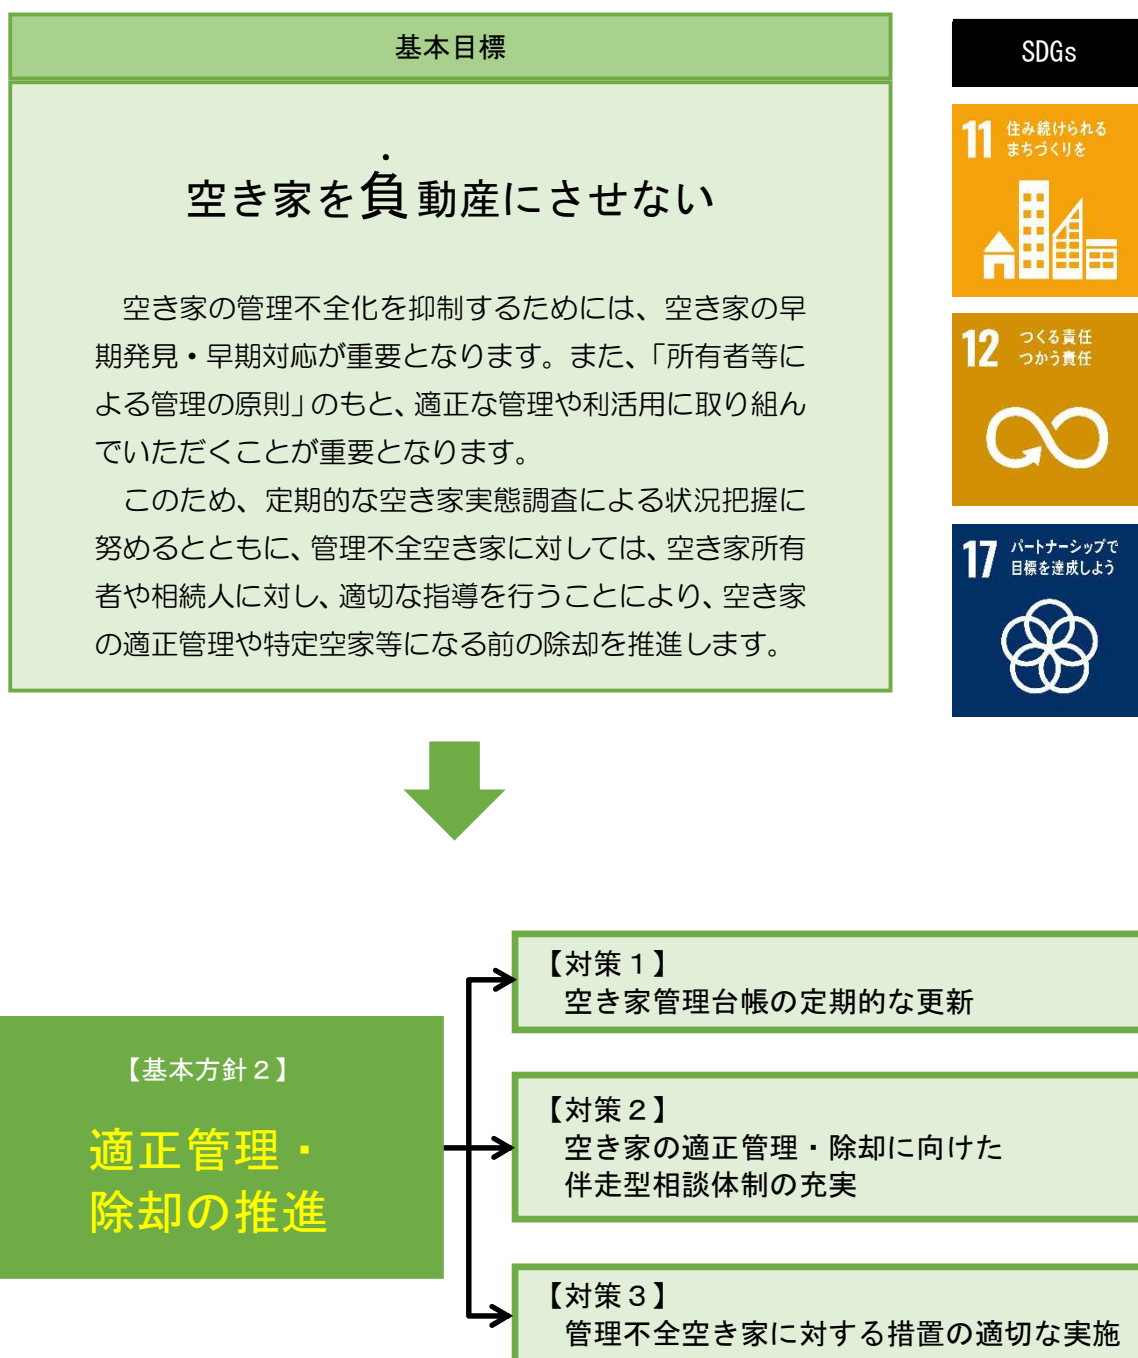 基本目標
空き家を負動産にさせない
空き家の管理不全化を抑制するためには、空き家の早
期発見・早期対応が重要となります。また、「所有者等に
よる管理の原則」のもと、適正な管理や利活用に取り組ん
でいただくことが重要となります。
このため、定期的な空き家実態調査による状況把握に
努めるとともに、管理不全空き家に対しては、空き家所有
者や相続人に対し、適切な指導を行うことにより、空き家
の適正管理や特定空家等になる前の除却を推進します。
SDGs
11 住み続けられる
まちづくりを
12 つくる責任
つかう責任
17 パートナーシップで
目標を達成しよう
【基本方針２】
適正管理・
除却の推進
【対策１】
空き家管理台帳の定期的な更新
【対策２】
空き家の適正管理・除却に向けた
伴走型相談体制の充実
【対策３】
管理不全空き家に対する措置の適切な実施